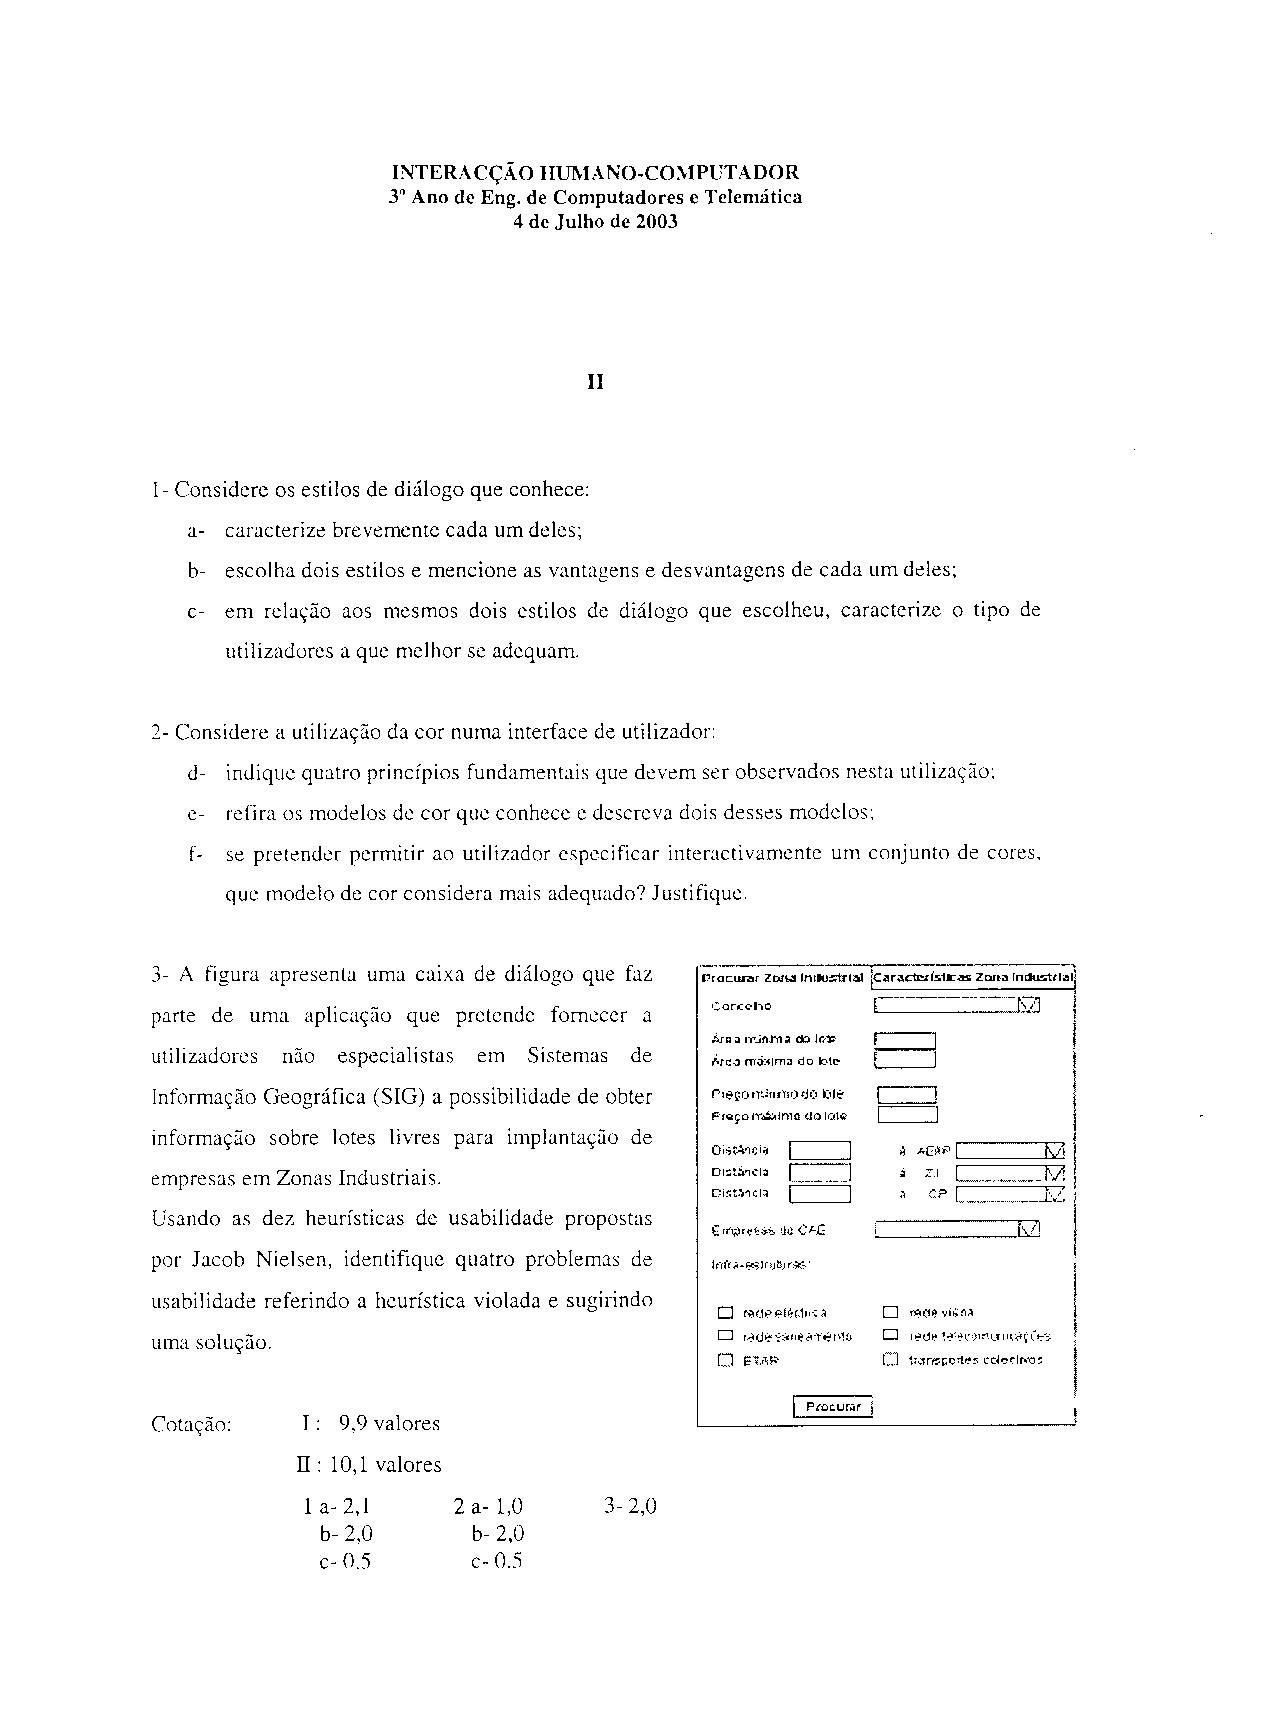 INTERACÇÃO HUMANO-COMPUTADOR
3º Ano de Eng. de Computadores e Telemática
4 de Julho de 2003
II
1- Considere os estilos de diálogo que conhece:
a- caracterize brevemente cada um deles;
b- escolha dois estilos e mencione as vantagens e desvantagens de cada um deles;
c- em relação aos mesmos dois estilos de diálogo que escolheu, caracterize o tipo de
utilizadores a que melhor se adequam.
2- Considere a utilização da cor numa interface de utilizador:
d- indique quatro princípios fundamentais que devem ser observados nesta utilização;
e- refira os modelos de cor que conhece e descreva dois desses modelos;
f- se pretender permitir ao utilizador especificar interactivamente um conjunto de cores,
que modelo de cor considera mais adequado? Justifique.
3- A figura apresenta uma caixa de diálogo que faz
parte de uma aplicação que pretende fornecer a
utilizadores não especialistas em Sistemas de
Informação Geográfica (SIG) a possibilidade de obter
informação sobre lotes livres para implantação de
empresas em Zonas Industriais.
Usando as dez heurísticas de usabilidade propostas
por Jacob Nielsen, identifique quatro problemas de
usabilidade referindo a heurística violada e sugirindo
uma solução.
Procurar Zona Industrial Características Zona Industrial
Concelho
Área mínima do lote
Área máxima do lote
Preço mínimo do lote
Preço máximo do lote
Distância à AEAP
Distância à Z.I.
Distância a CP
Empresas do CAE
Infra-estruturas:
rede eléctrica rede viária
rede saneamento rede telecomunicações
ETAR transportes colectivos
Procurar
Cotação: I : 9,9 valores
II : 10,1 valores
1 a- 2,1 2 a- 1,0 3- 2,0
b- 2,0 b- 2,0
c- 0.5 c- 0.5